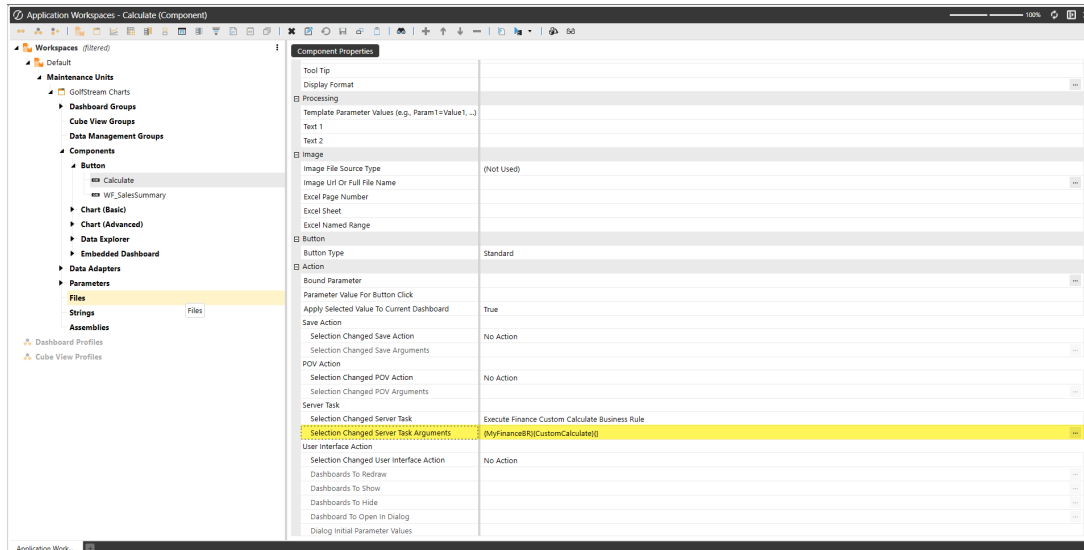 Application Workspaces - Calculate (Component)
100%
Workspaces (filtered)
Default
Maintenance Units
GolfStream Charts
Dashboard Groups
Cube View Groups
Data Management Groups
Components
Button
Calculate
WF_SalesSummary
Chart (Basic)
Chart (Advanced)
Data Explorer
Embedded Dashboard
Data Adapters
Parameters
Files
Files
Strings
Assemblies
Dashboard Profiles
Cube View Profiles
Component Properties
Tool Tip
Display Format
...
Processing
Template Parameter Values (e.g., Param1=Value1, ...)
Text 1
Text 2
Image
Image File Source Type (Not Used)
Image Url Or Full File Name
...
Excel Page Number
Excel Sheet
Excel Named Range
Button
Button Type Standard
Action
Bound Parameter
...
Parameter Value For Button Click
Apply Selected Value To Current Dashboard True
Save Action
Selection Changed Save Action No Action
Selection Changed Save Arguments
...
POV Action
Selection Changed POV Action No Action
Selection Changed POV Arguments
...
Server Task
Selection Changed Server Task Execute Finance Custom Calculate Business Rule
Selection Changed Server Task Arguments {MyFinanceBR}{CustomCalculate}{} ...
User Interface Action
Selection Changed User Interface Action No Action
Dashboards To Redraw
...
Dashboards To Show
...
Dashboards To Hide
...
Dashboard To Open In Dialog
...
Dialog Initial Parameter Values
...
Application Work...